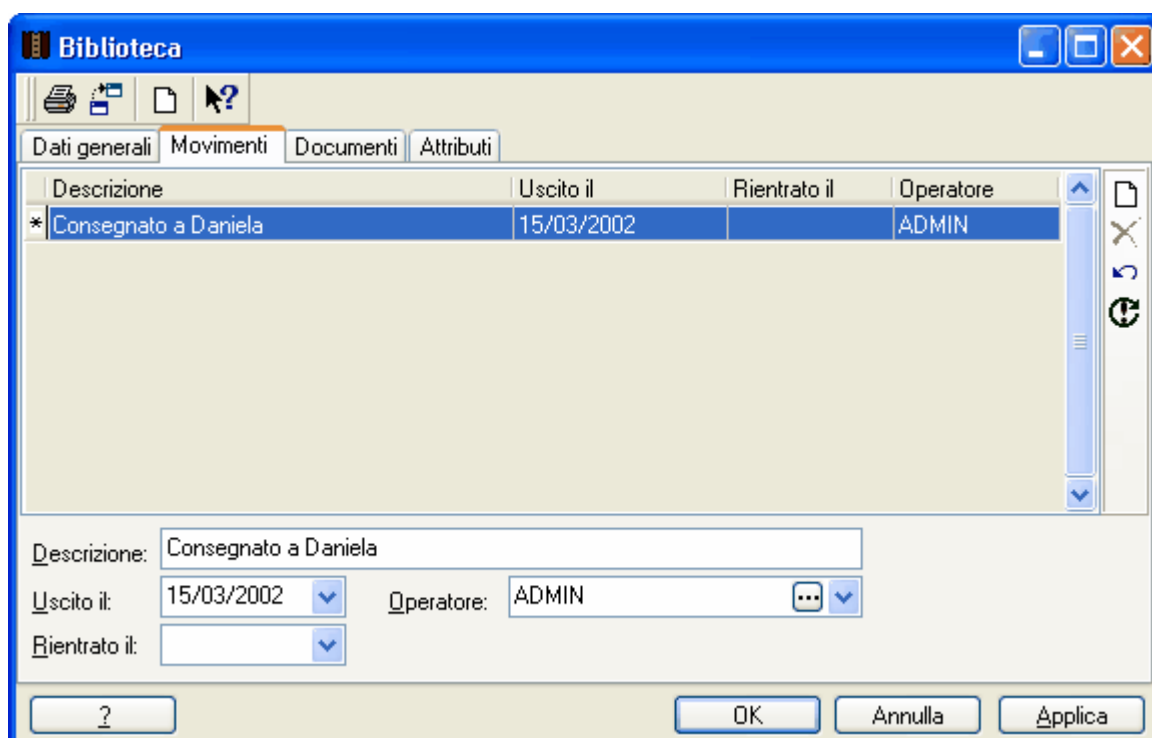 Biblioteca
Dati generali Movimenti Documenti Attributi
Descrizione Uscito il Rientrato il Operatore
* Consegnato a Daniela 15/03/2002 ADMIN
Descrizione: Consegnato a Daniela
Uscito il: 15/03/2002 Operatore: ADMIN
Rientrato il:
? OK Annulla Applica